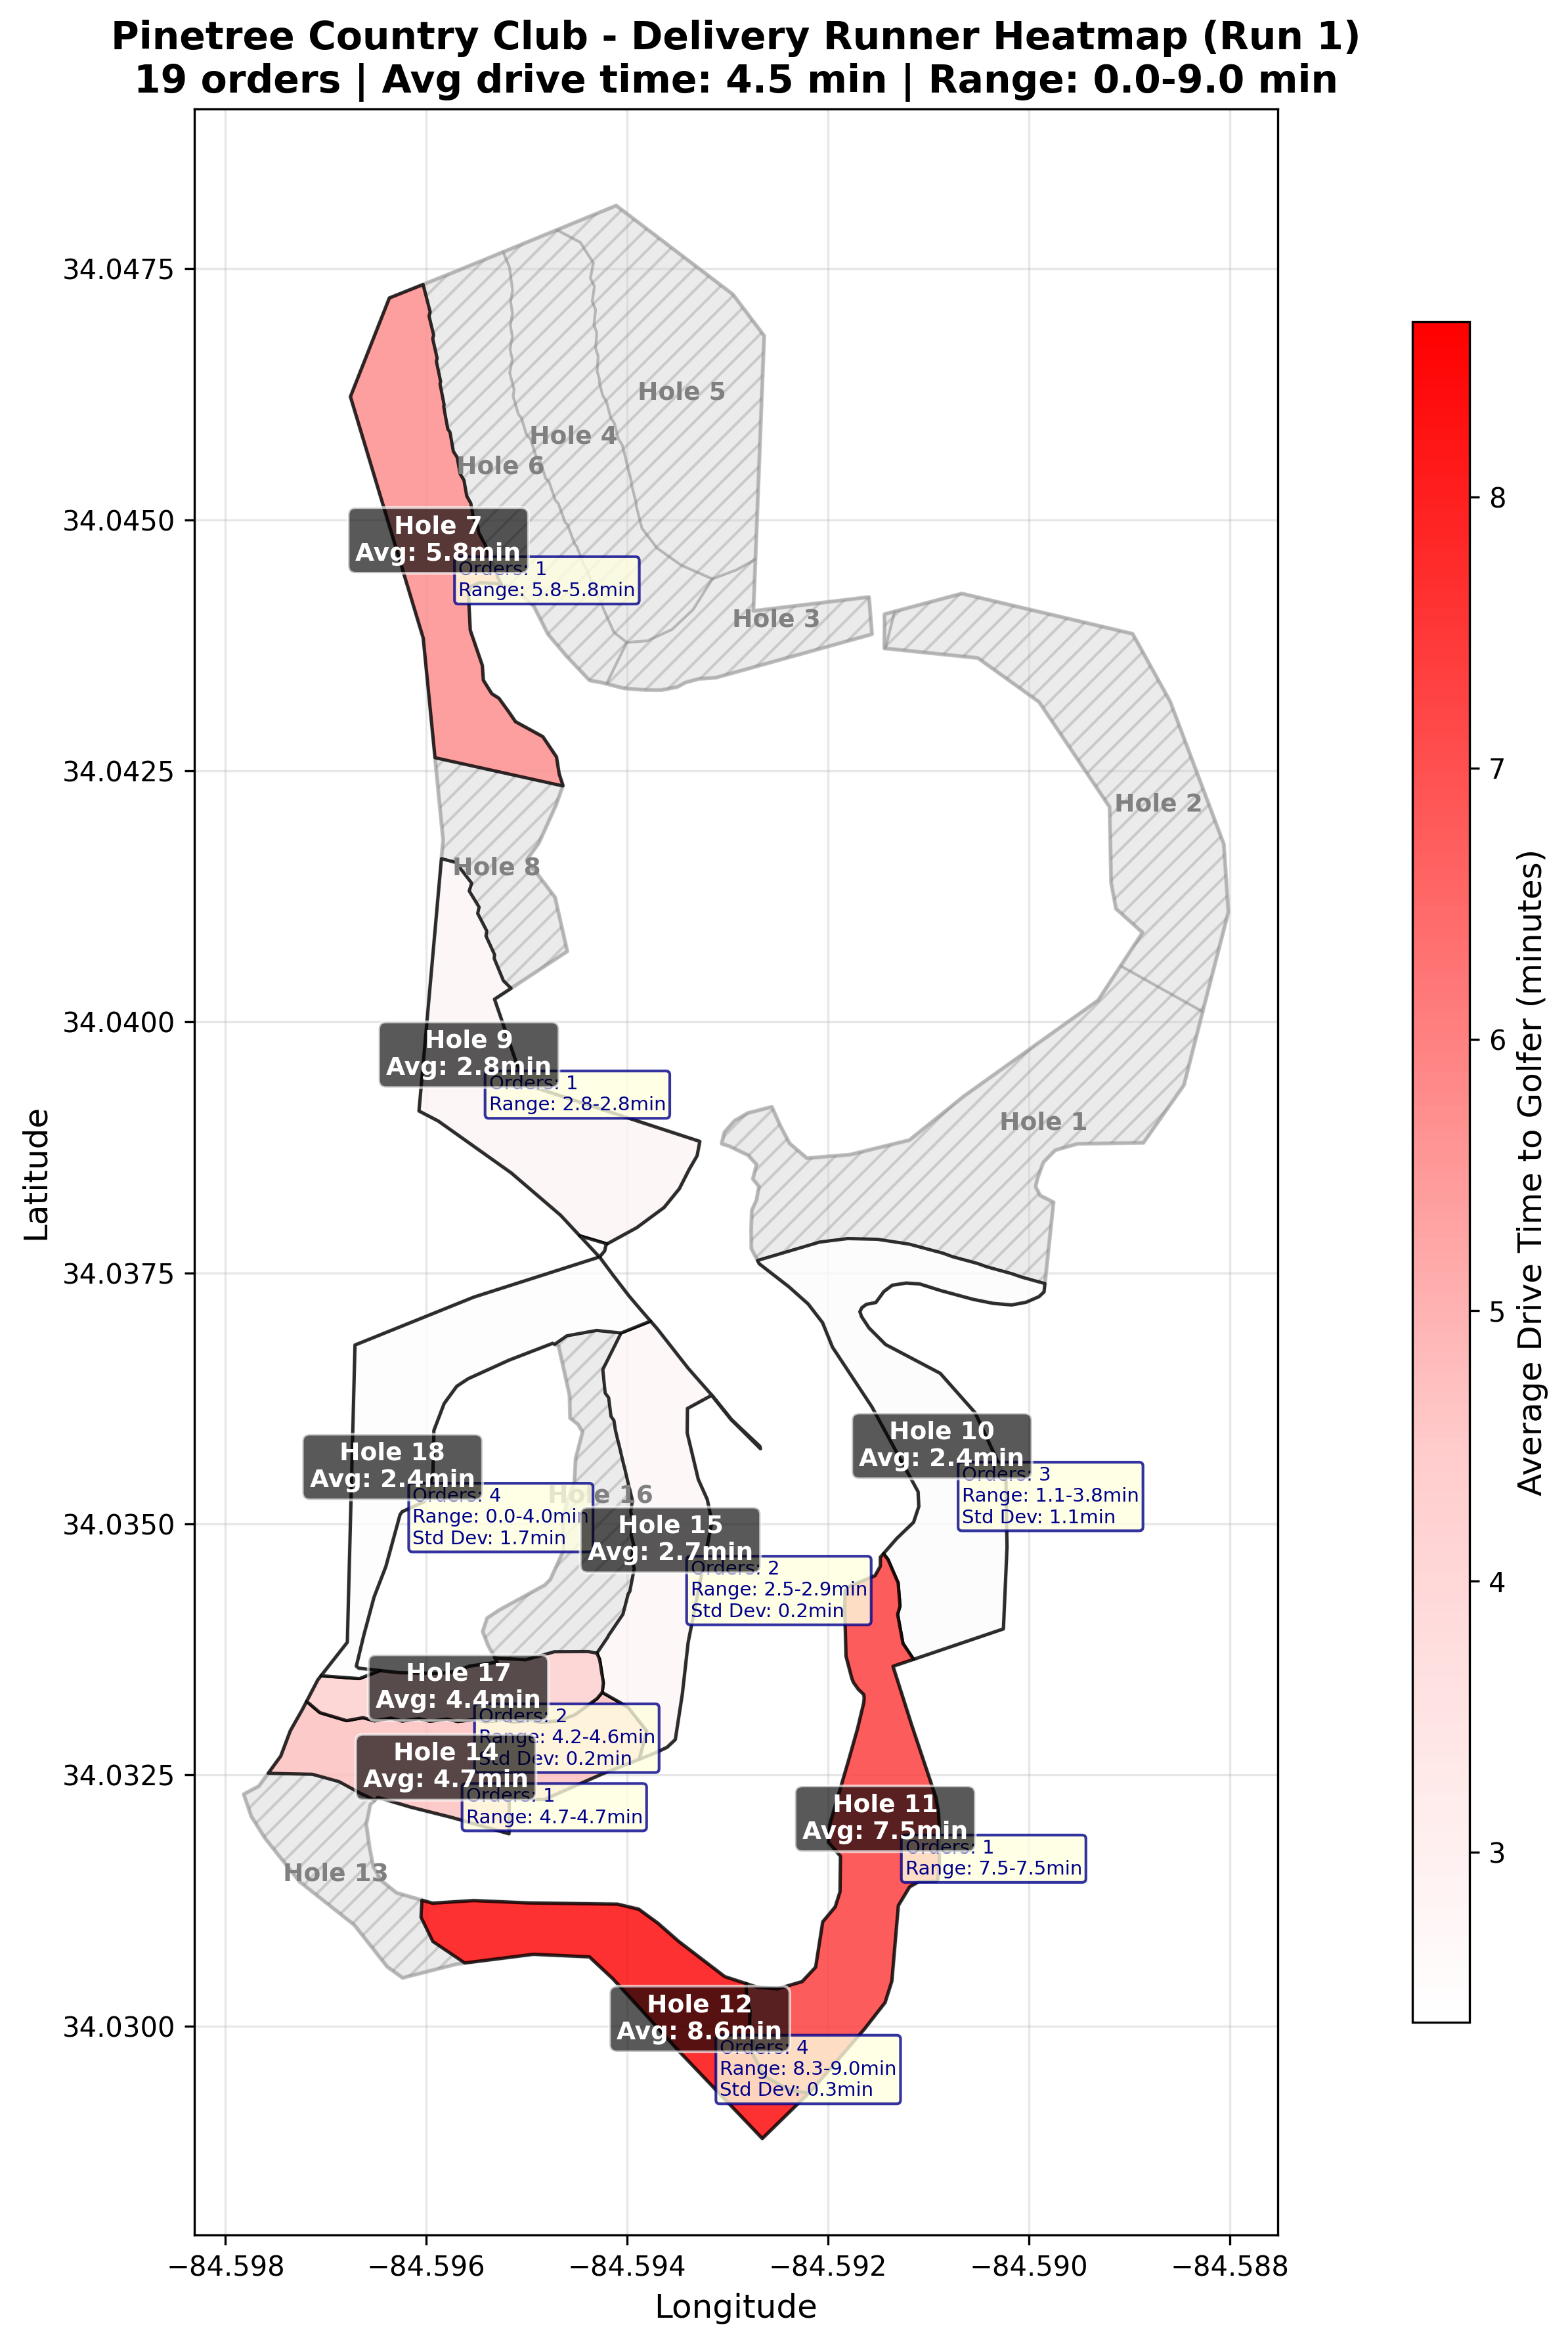 Pinetree Country Club - Delivery Runner Heatmap (Run 1)
19 orders | Avg drive time: 4.5 min | Range: 0.0-9.0 min
34.0475
34.0450
34.0425
34.0400
34.0375
34.0350
34.0325
34.0300
Latitude
Hole 5
Hole 4
Hole 6
Hole 7
Avg: 5.8min
Orders: 1
Range: 5.8-5.8min
Hole 3
Hole 2
Hole 8
Hole 9
Avg: 2.8min
Orders: 1
Range: 2.8-2.8min
Hole 1
Hole 10
Avg: 2.4min
Orders: 3
Range: 1.1-3.8min
Std Dev: 1.1min
Hole 18
Avg: 2.4min
Orders: 4
Range: 0.0-4.0min
Std Dev: 1.7min
Hole 16
Hole 15
Avg: 2.7min
Orders: 2
Range: 2.5-2.9min
Std Dev: 0.2min
Hole 17
Avg: 4.4min
Orders: 2
Range: 4.2-4.6min
Std Dev: 0.2min
Hole 14
Avg: 4.7min
Orders: 1
Range: 4.7-4.7min
Hole 11
Avg: 7.5min
Orders: 1
Range: 7.5-7.5min
Hole 13
Hole 12
Avg: 8.6min
Orders: 4
Range: 8.3-9.0min
Std Dev: 0.3min
−84.598
−84.596
−84.594
−84.592
−84.590
−84.588
Longitude
8
7
6
5
4
3
Average Drive Time to Golfer (minutes)